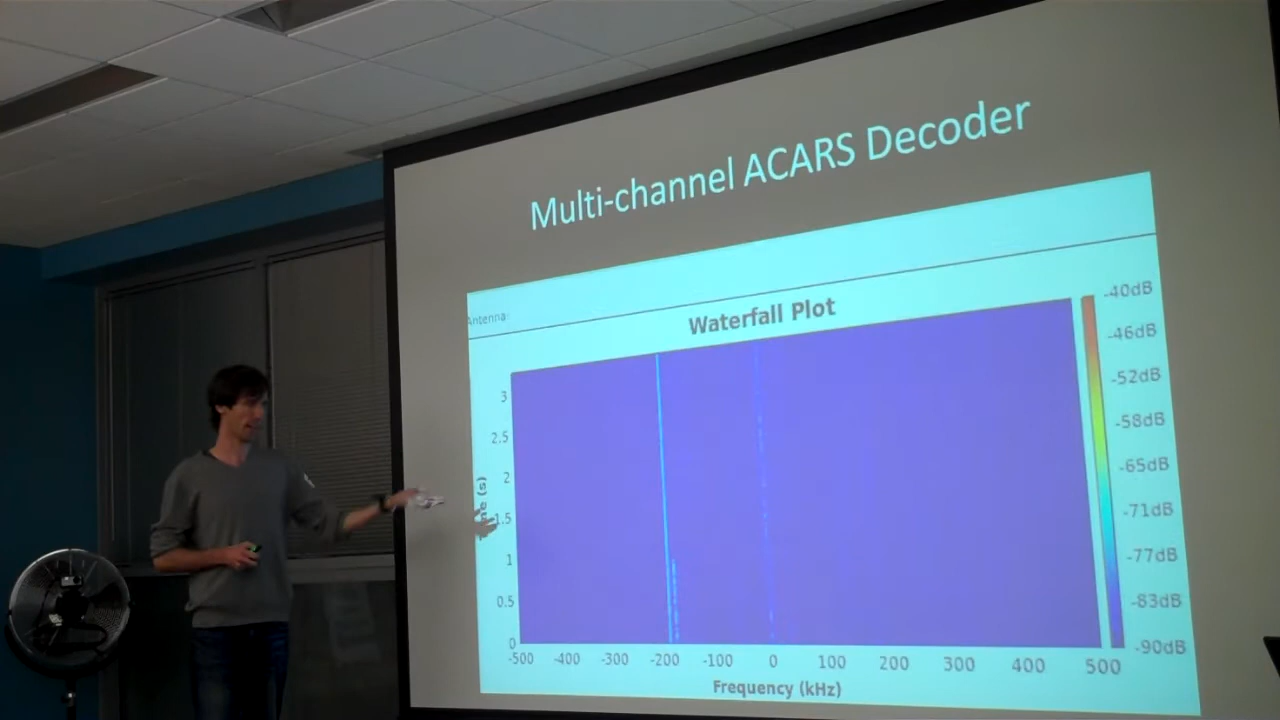 Multi-channel ACARS Decoder
Antenna:
Waterfall Plot
-40dB
-46dB
-52dB
-58dB
-65dB
-71dB
-77dB
-83dB
-90dB
3
2.5
2
1.5
1
0.5
0
(s)
-500 -400 -300 -200 -100 0 100 200 300 400 500
Frequency (kHz)